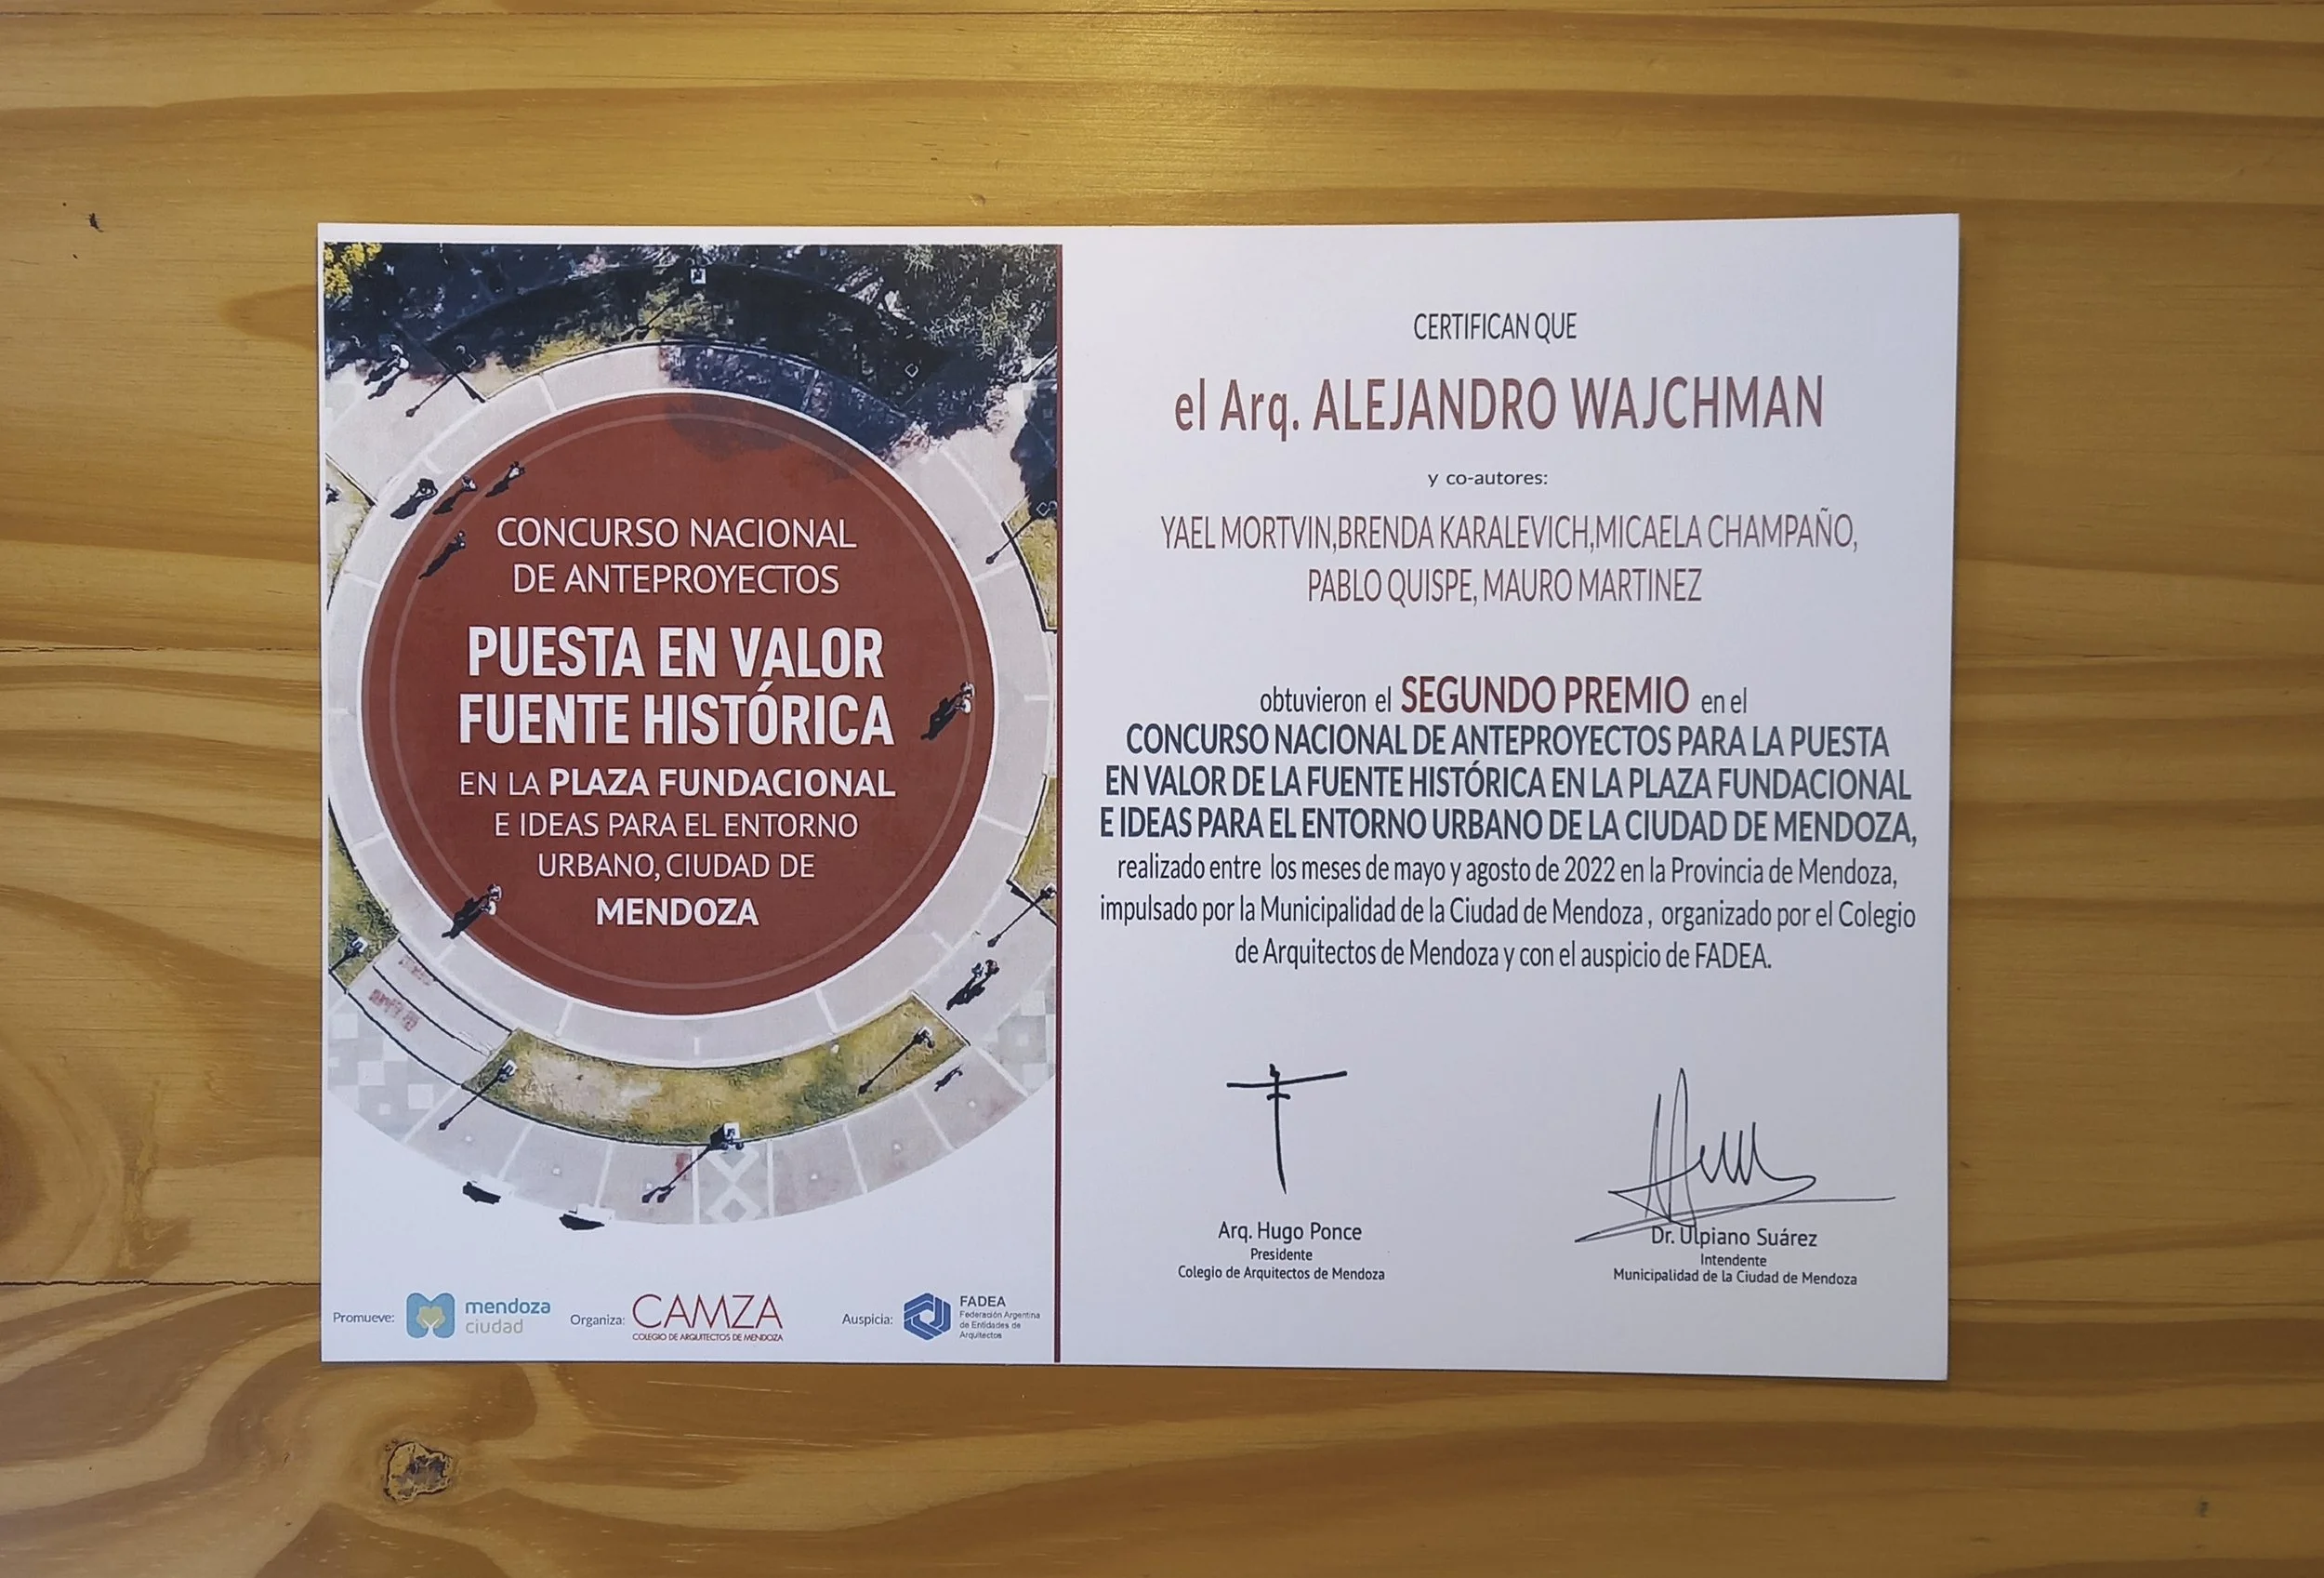 CONCURSO NACIONAL
DE ANTEPROYECTOS
PUESTA EN VALOR
FUENTE HISTÓRICA
EN LA PLAZA FUNDACIONAL
E IDEAS PARA EL ENTORNO
URBANO, CIUDAD DE
MENDOZA
Promueve:
mendoza
ciudad
Organiza:
CAMZA
COLEGIO DE ARQUITECTOS DE MENDOZA
Auspicia:
FADEA
Federación Argentina
de Entidades de
Arquitectos
CERTIFICAN QUE
el Arq. ALEJANDRO WAJCHMAN
y co-autores:
YAEL MORTVIN,BRENDA KARALEVICH,MICAELA CHAMPAÑO,
PABLO QUISPE, MAURO MARTINEZ
obtuvieron el SEGUNDO PREMIO en el
CONCURSO NACIONAL DE ANTEPROYECTOS PARA LA PUESTA
EN VALOR DE LA FUENTE HISTÓRICA EN LA PLAZA FUNDACIONAL
E IDEAS PARA EL ENTORNO URBANO DE LA CIUDAD DE MENDOZA,
realizado entre los meses de mayo y agosto de 2022 en la Provincia de Mendoza,
impulsado por la Municipalidad de la Ciudad de Mendoza, organizado por el Colegio
de Arquitectos de Mendoza y con el auspicio de FADEA.
Arq. Hugo Ponce
Presidente
Colegio de Arquitectos de Mendoza
Dr. Ulpiano Suárez
Intendente
Municipalidad de la Ciudad de Mendoza